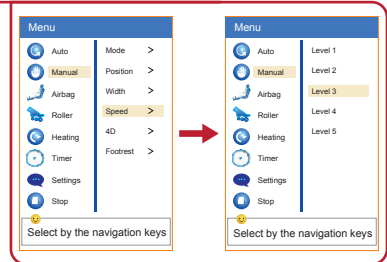 Menu
Auto
Manual
Airbag
Roller
Heating
Timer
Settings
Stop
Mode >
Position >
Width >
Speed >
4D >
Footrest >
Select by the navigation keys
Menu
Auto
Manual
Airbag
Roller
Heating
Timer
Settings
Stop
Level 1
Level 2
Level 3
Level 4
Level 5
Select by the navigation keys